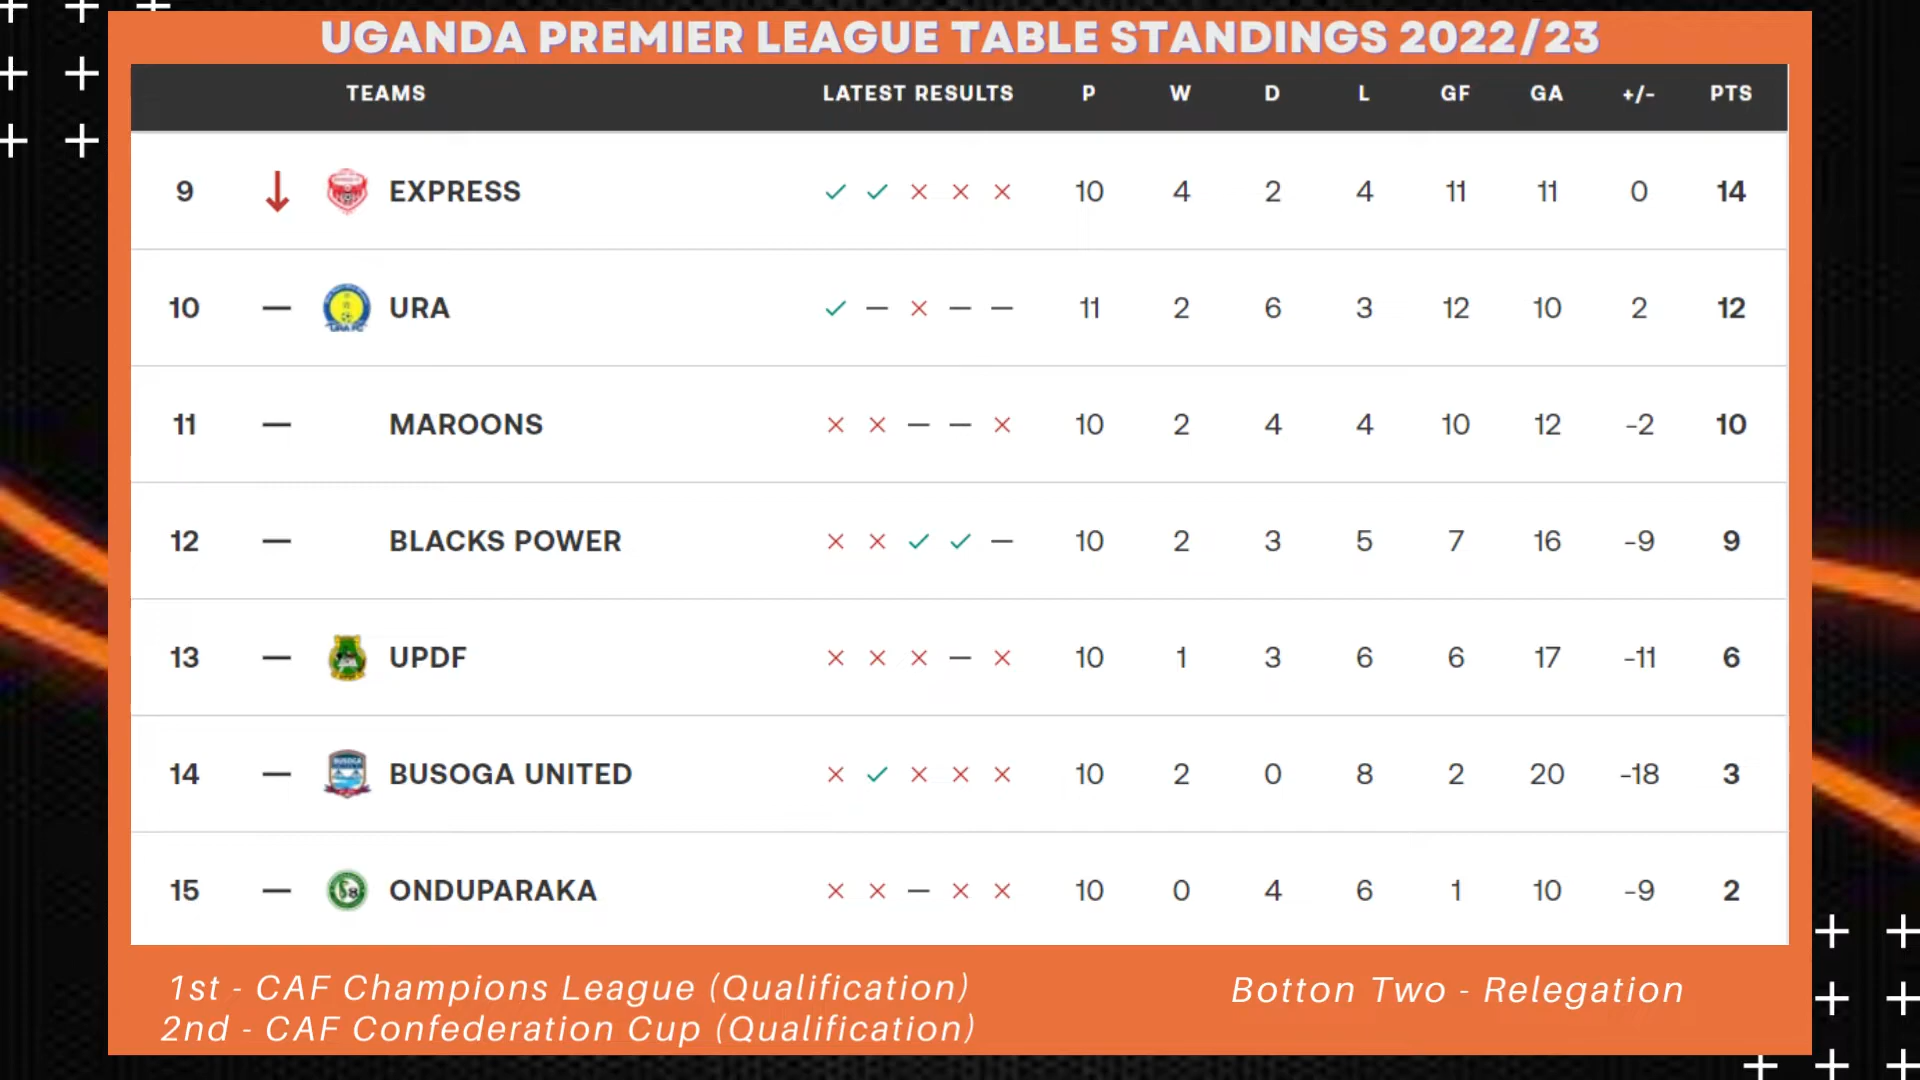 UGANDA PREMIER LEAGUE TABLE STANDINGS 2022/23
TEAMS LATEST RESULTS P W D L GF GA +/- PTS
9 EXPRESS 10 4 2 4 11 11 0 14
10 URA 11 2 6 3 12 10 2 12
11 MAROONS 10 2 4 4 10 12 -2 10
12 BLACKS POWER 10 2 3 5 7 16 -9 9
13 UPDF 10 1 3 6 6 17 -11 6
14 BUSOGA UNITED 10 2 0 8 2 20 -18 3
15 ONDUPARAKA 10 0 4 6 1 10 -9 2
1st - CAF Champions League (Qualification)
2nd - CAF Confederation Cup (Qualification)
Botton Two - Relegation